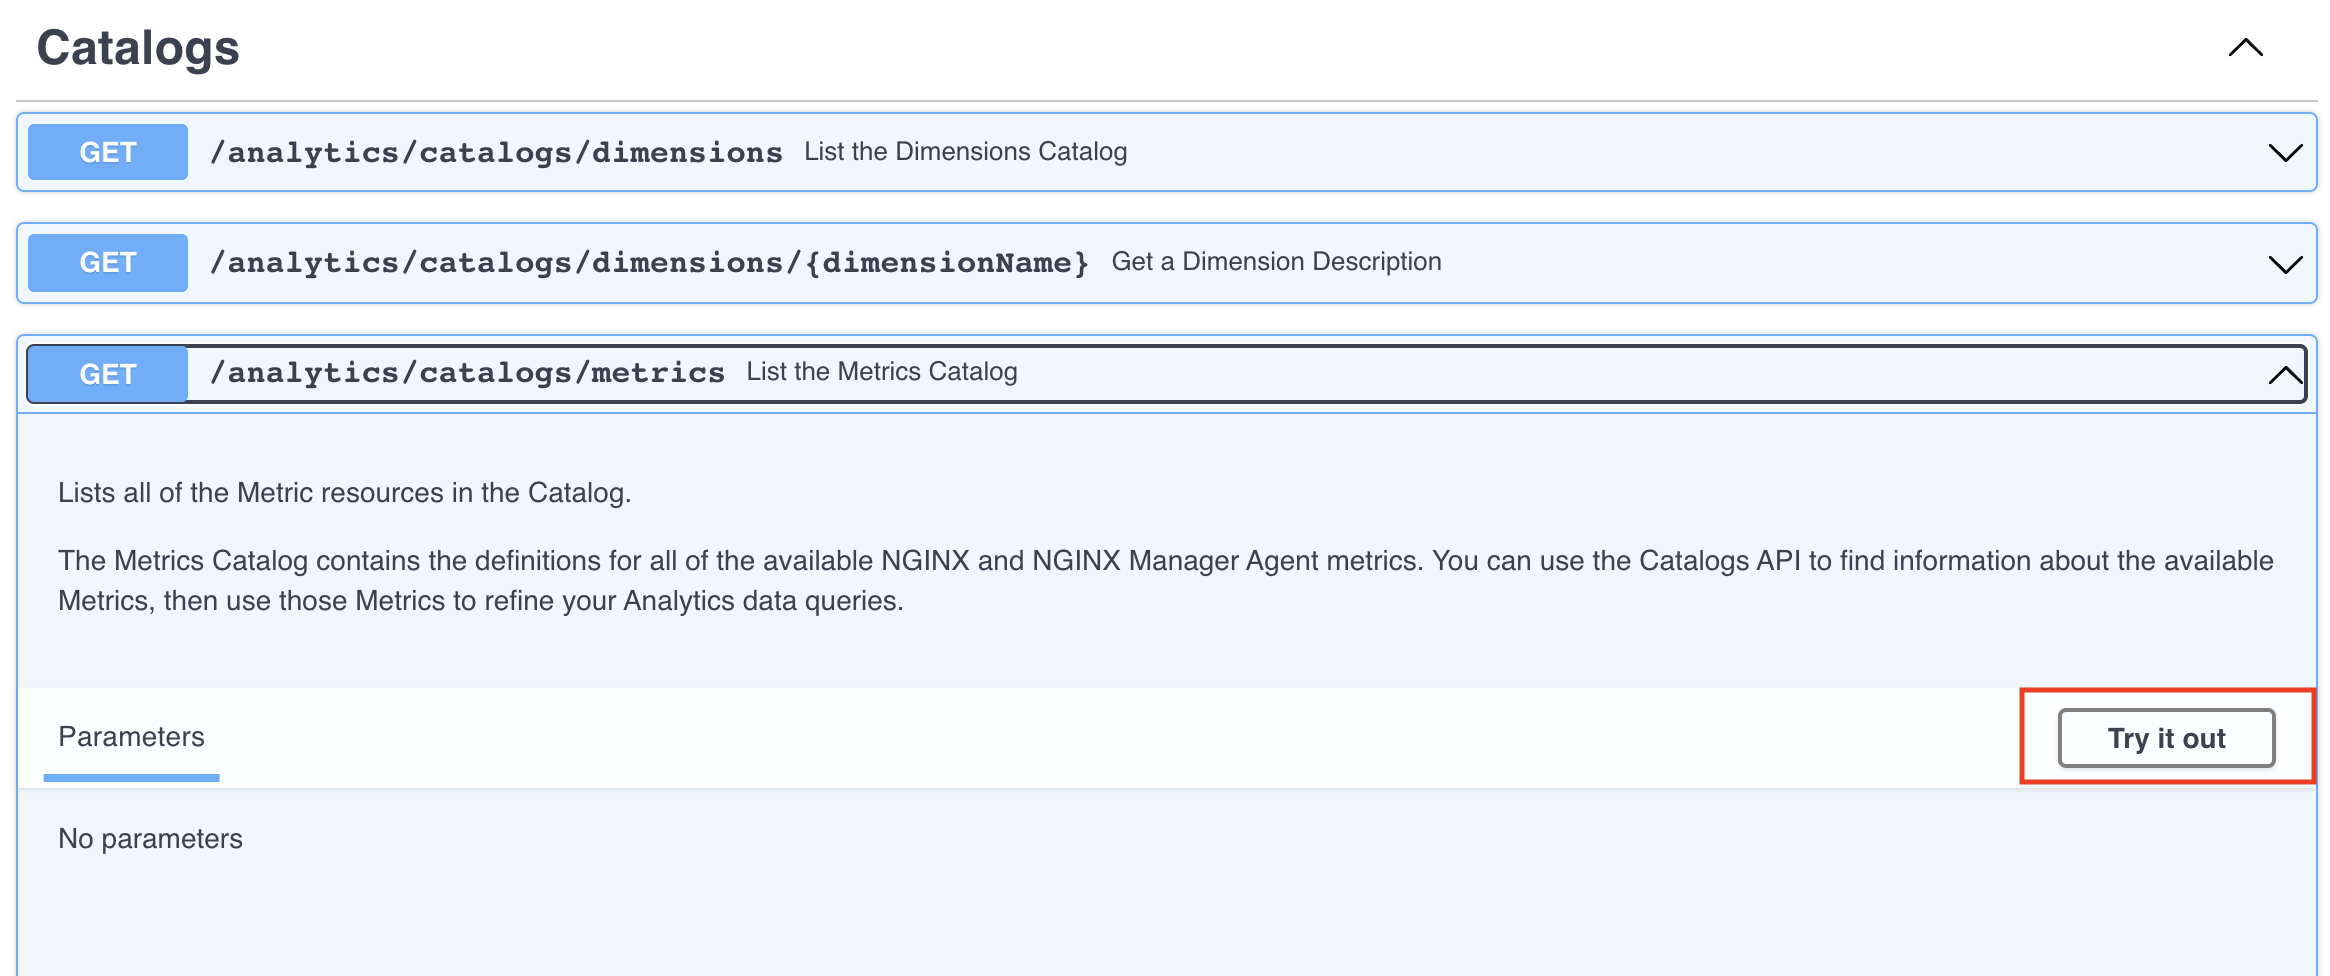 Catalogs
GET /analytics/catalogs/dimensions List the Dimensions Catalog
GET /analytics/catalogs/dimensions/{dimensionName} Get a Dimension Description
GET /analytics/catalogs/metrics List the Metrics Catalog
Lists all of the Metric resources in the Catalog.
The Metrics Catalog contains the definitions for all of the available NGINX and NGINX Manager Agent metrics. You can use the Catalogs API to find information about the available
Metrics, then use those Metrics to refine your Analytics data queries.
Parameters Try it out
No parameters